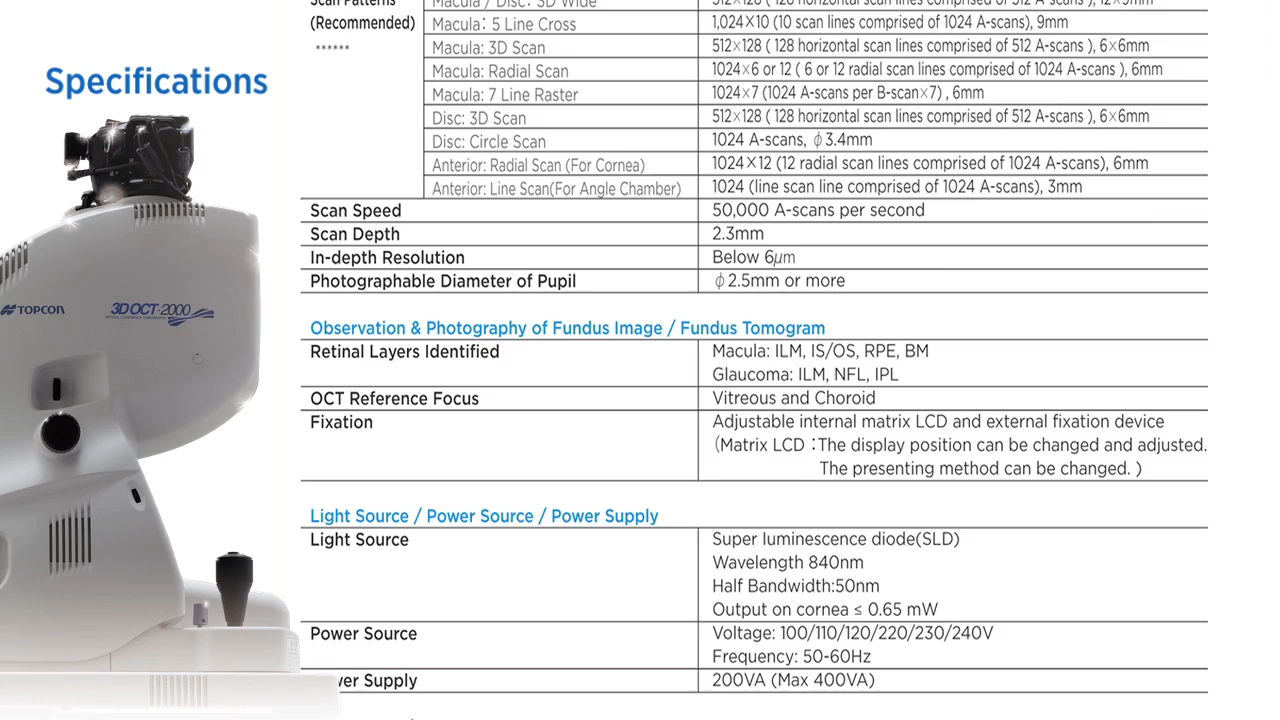 Specifications
TOPCON
3D OCT-2000
Scan Patterns
(Recommended)
******
Macula / Disc: 3D Wide
512×128 ( 128 horizontal scan lines comprised of 512 A-scans ), 12×9mm
Macula: 5 Line Cross
1,024×10 (10 scan lines comprised of 1024 A-scans), 9mm
Macula: 3D Scan
512×128 ( 128 horizontal scan lines comprised of 512 A-scans ), 6×6mm
Macula: Radial Scan
1024×6 or 12 ( 6 or 12 radial scan lines comprised of 1024 A-scans ), 6mm
Macula: 7 Line Raster
1024×7 (1024 A-scans per B-scan×7) , 6mm
Disc: 3D Scan
512×128 ( 128 horizontal scan lines comprised of 512 A-scans ), 6×6mm
Disc: Circle Scan
1024 A-scans, ϕ3.4mm
Anterior: Radial Scan (For Cornea)
1024×12 (12 radial scan lines comprised of 1024 A-scans), 6mm
Anterior: Line Scan(For Angle Chamber)
1024 (line scan line comprised of 1024 A-scans), 3mm
Scan Speed
50,000 A-scans per second
Scan Depth
2.3mm
In-depth Resolution
Below 6μm
Photographable Diameter of Pupil
ϕ2.5mm or more
Observation & Photography of Fundus Image / Fundus Tomogram
Retinal Layers Identified
Macula: ILM, IS/OS, RPE, BM
Glaucoma: ILM, NFL, IPL
OCT Reference Focus
Vitreous and Choroid
Fixation
Adjustable internal matrix LCD and external fixation device
(Matrix LCD : The display position can be changed and adjusted.
The presenting method can be changed. )
Light Source / Power Source / Power Supply
Light Source
Super luminescence diode(SLD)
Wavelength 840nm
Half Bandwidth:50nm
Output on cornea ≤ 0.65 mW
Power Source
Voltage: 100/110/120/220/230/240V
Frequency: 50-60Hz
wer Supply
200VA (Max 400VA)